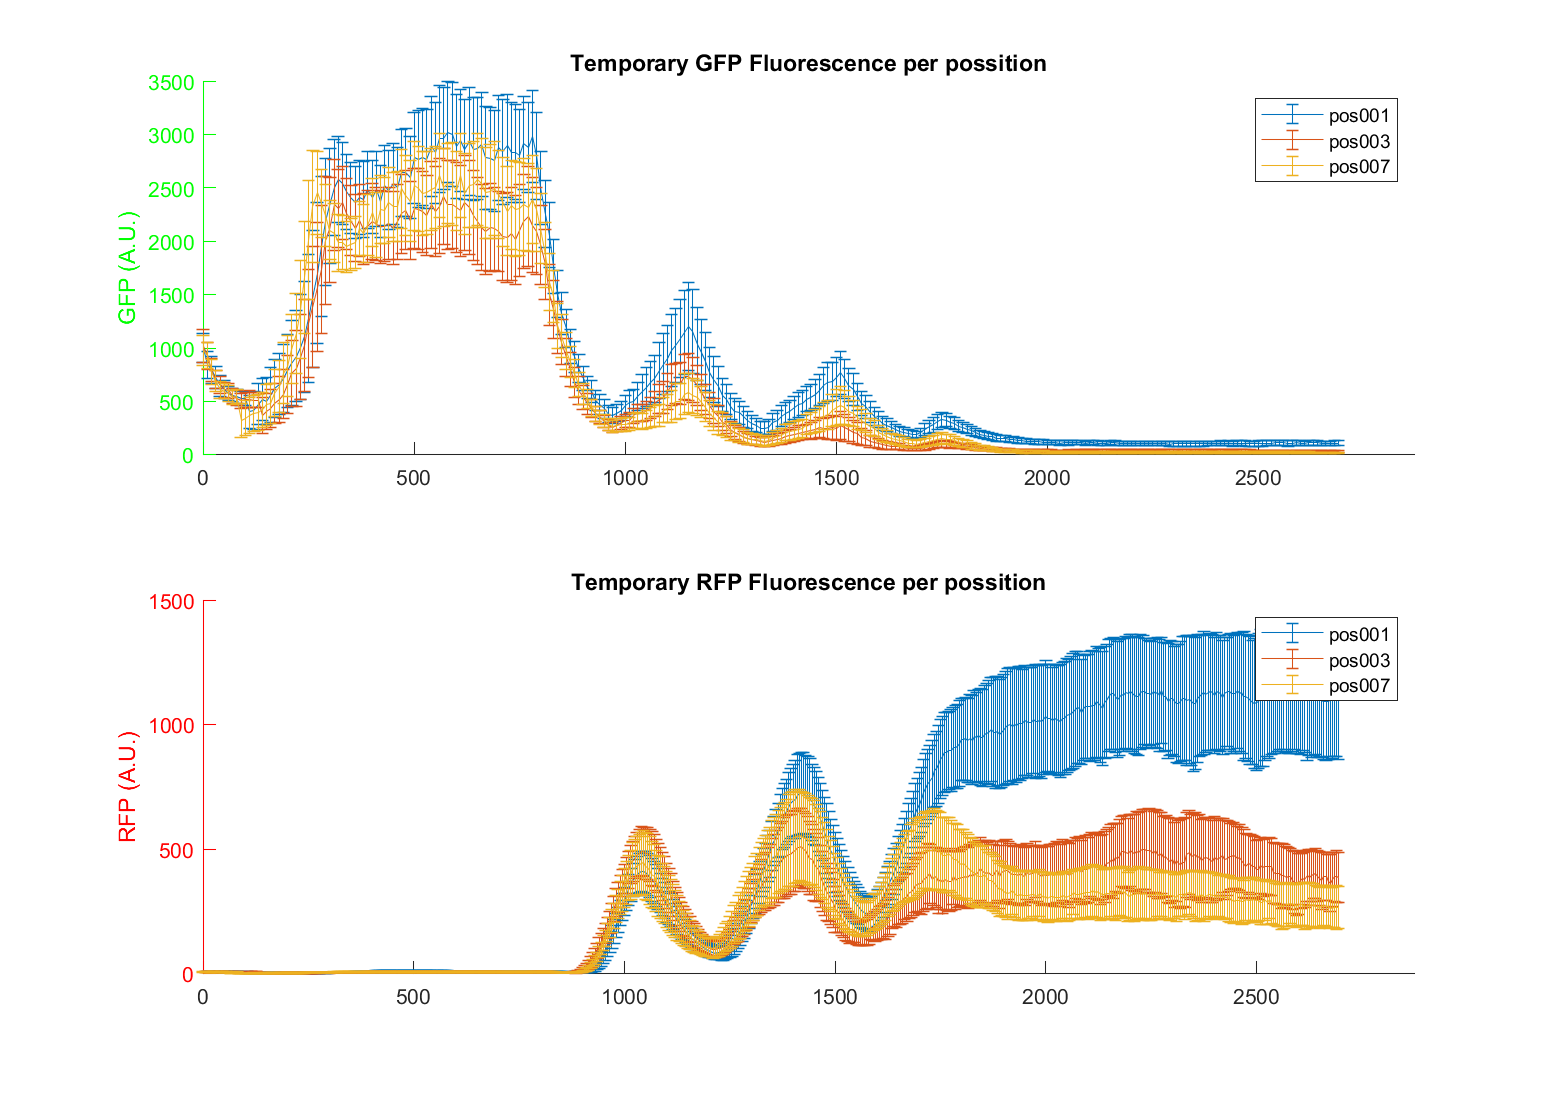 Temporary GFP Fluorescence per possition
GFP (A.U.)
3500
3000
2500
2000
1500
1000
500
0
0 500 1000 1500 2000 2500
pos001
pos003
pos007
Temporary RFP Fluorescence per possition
RFP (A.U.)
1500
1000
500
0
0 500 1000 1500 2000 2500
pos001
pos003
pos007